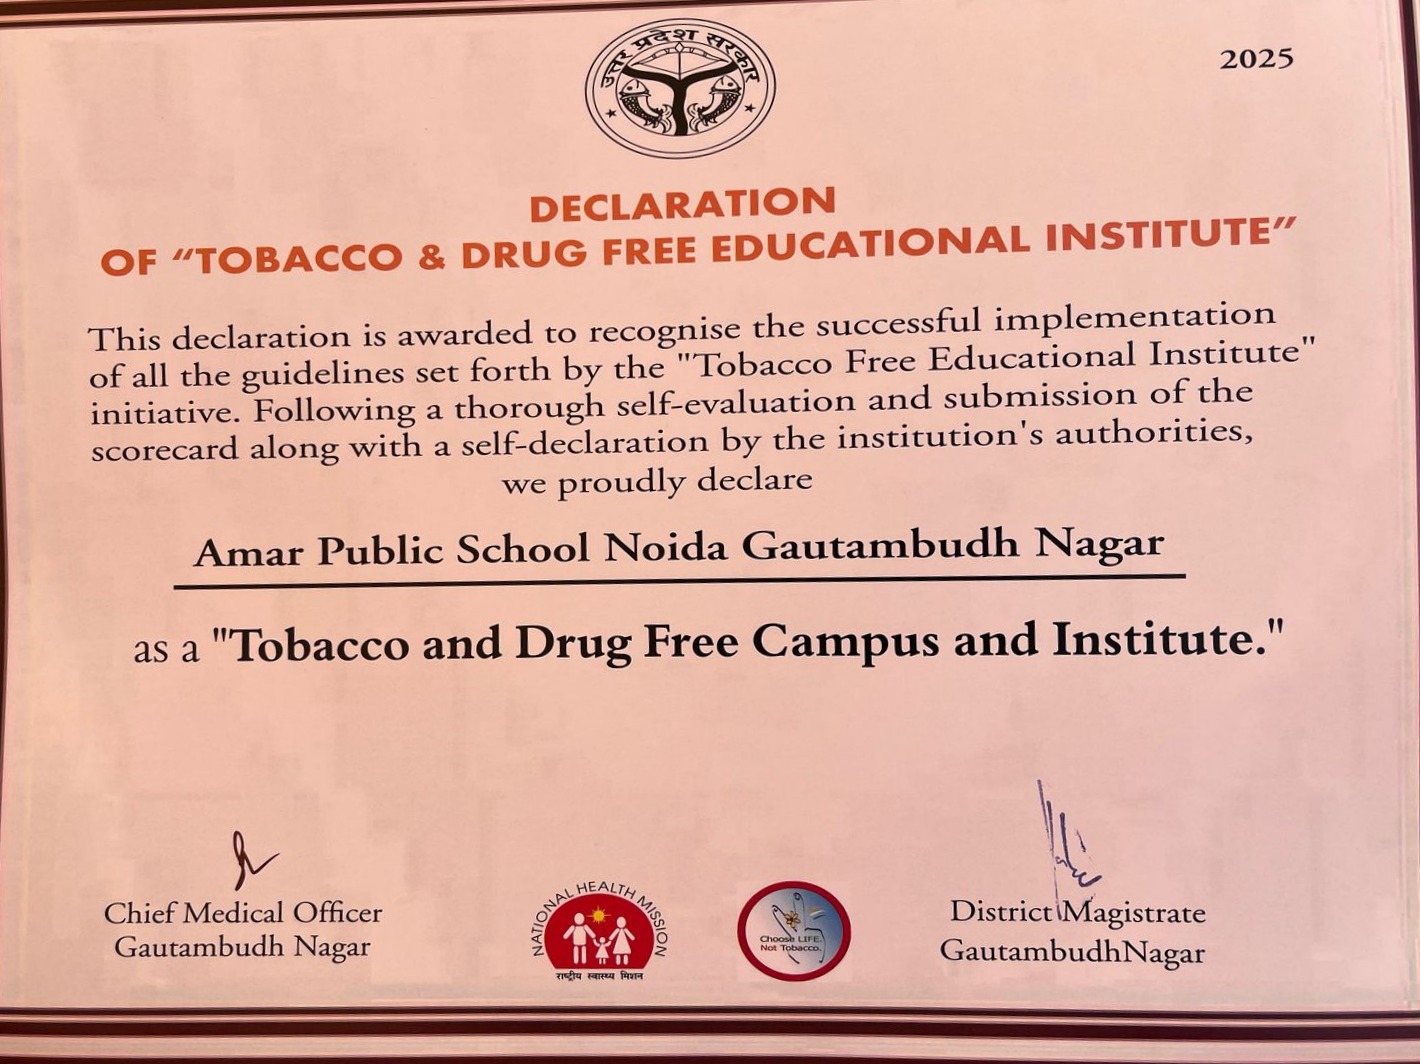 उत्तर प्रदेश सरकार
2025
DECLARATION
OF “TOBACCO & DRUG FREE EDUCATIONAL INSTITUTE”
This declaration is awarded to recognise the successful implementation
of all the guidelines set forth by the "Tobacco Free Educational Institute"
initiative. Following a thorough self-evaluation and submission of the
scorecard along with a self-declaration by the institution's authorities,
we proudly declare
Amar Public School Noida Gautambudh Nagar
as a "Tobacco and Drug Free Campus and Institute."
Chief Medical Officer
Gautambudh Nagar
NATIONAL HEALTH MISSION
राष्ट्रीय स्वास्थ्य मिशन
Choose LIFE.
Not Tobacco.
District Magistrate
GautambudhNagar